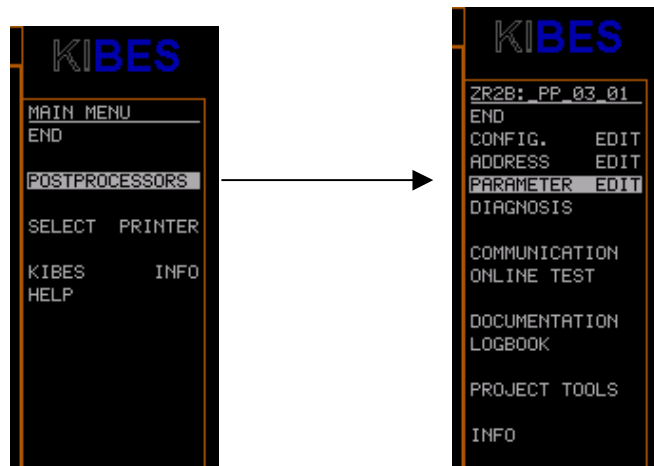 KIBES
MAIN MENU
END
POSTPROCESSORS
SELECT PRINTER
KIBES INFO
HELP
KIBES
ZR2B:_PP_03_01
END
CONFIG. EDIT
ADDRESS EDIT
PARAMETER EDIT
DIAGNOSIS
COMMUNICATION
ONLINE TEST
DOCUMENTATION
LOGBOOK
PROJECT TOOLS
INFO